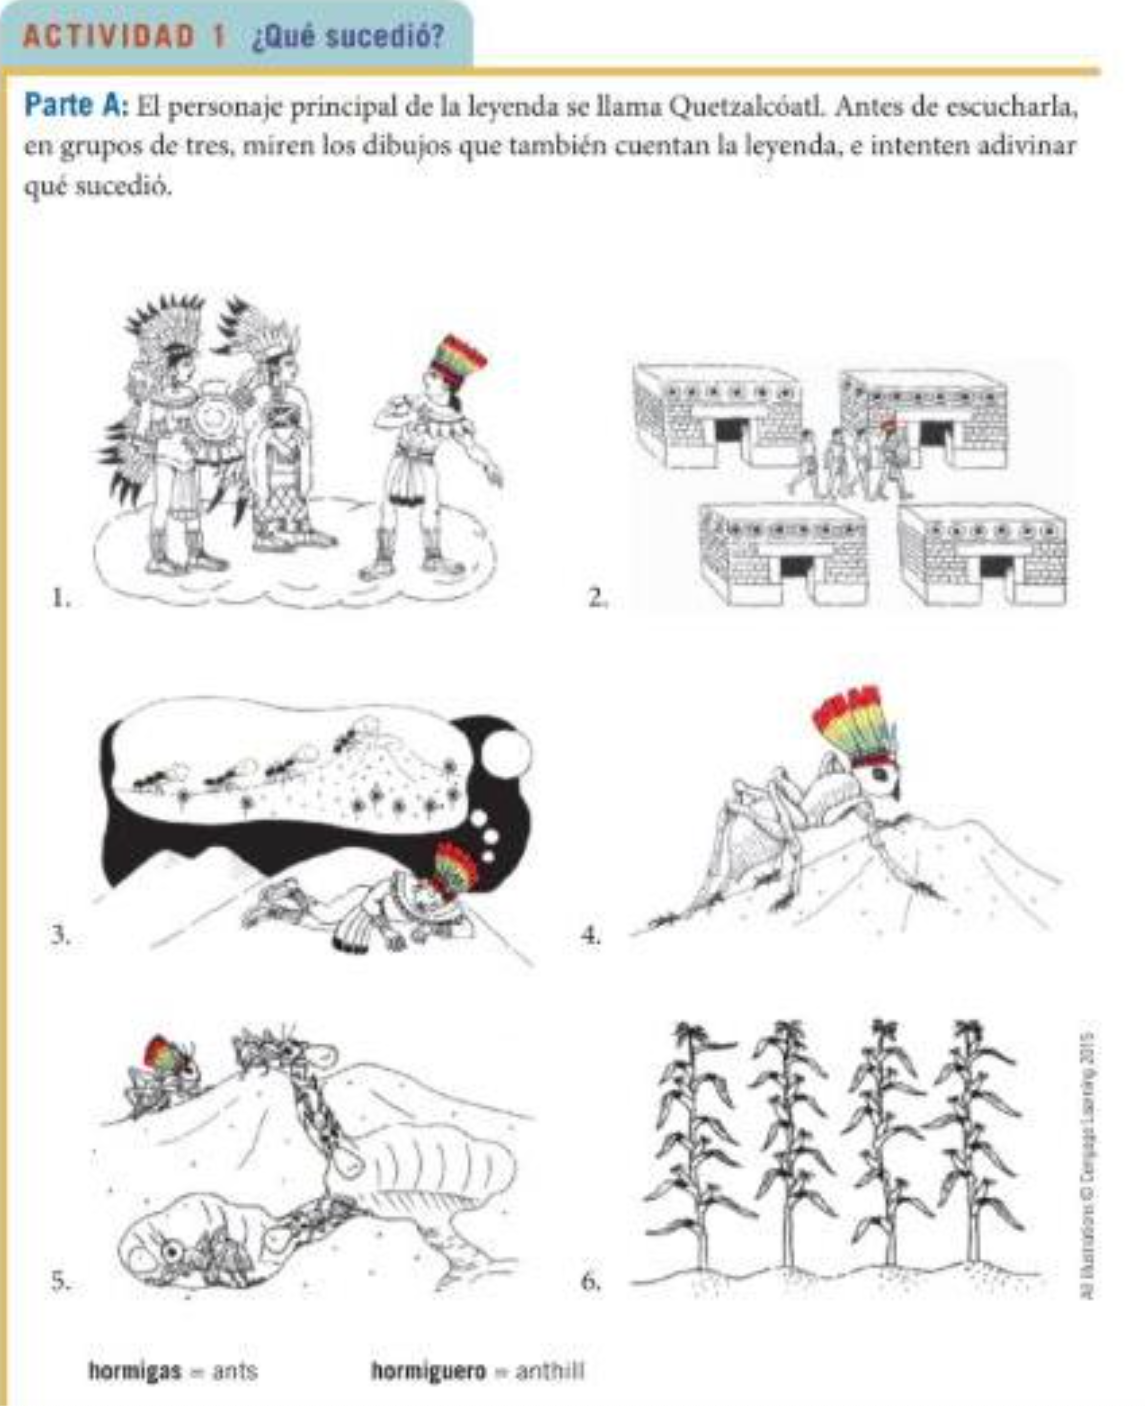 ACTIVIDAD 1 ¿Qué sucedió?
Parte A: El personaje principal de la leyenda se llama Quetzalcóatl. Antes de escucharla,
en grupos de tres, miren los dibujos que también cuentan la leyenda, e intenten adivinar
qué sucedió.
1.
2.
3.
4.
5.
6.
All illustrations © Cengage Learning 2015
hormigas = ants
hormiguero = anthill